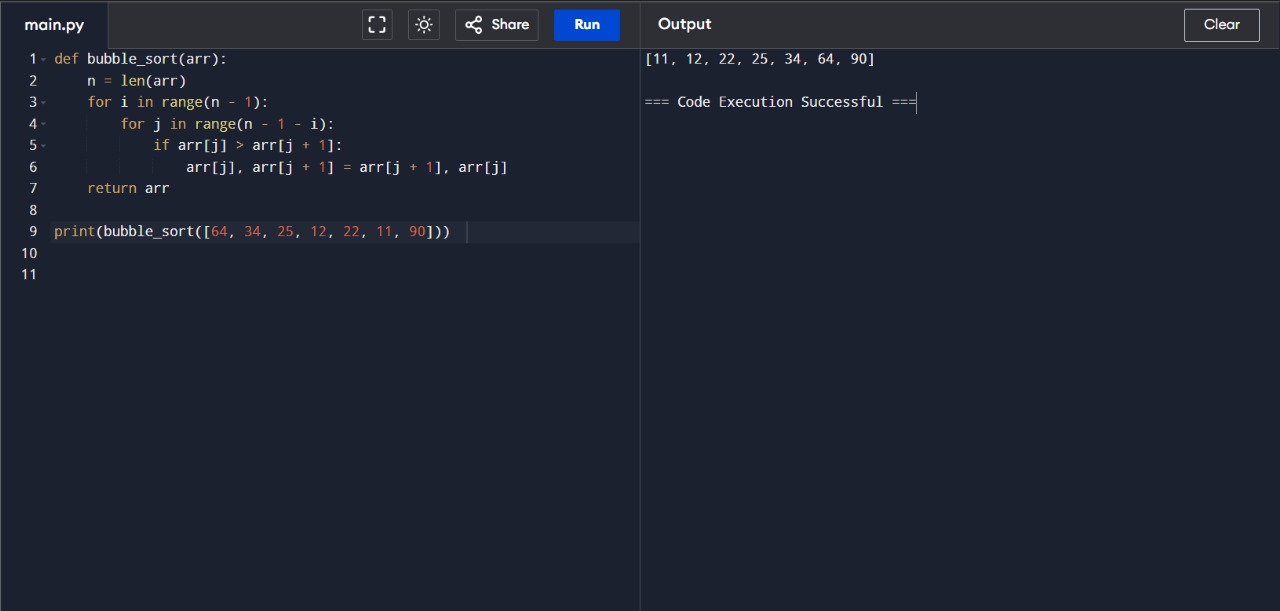 main.py Share Run Output Clear
1 def bubble_sort(arr):
2     n = len(arr)
3     for i in range(n - 1):
4         for j in range(n - 1 - i):
5             if arr[j] > arr[j + 1]:
6                 arr[j], arr[j + 1] = arr[j + 1], arr[j]
7     return arr
8
9 print(bubble_sort([64, 34, 25, 12, 22, 11, 90]))
10
11
[11, 12, 22, 25, 34, 64, 90]
=== Code Execution Successful ===